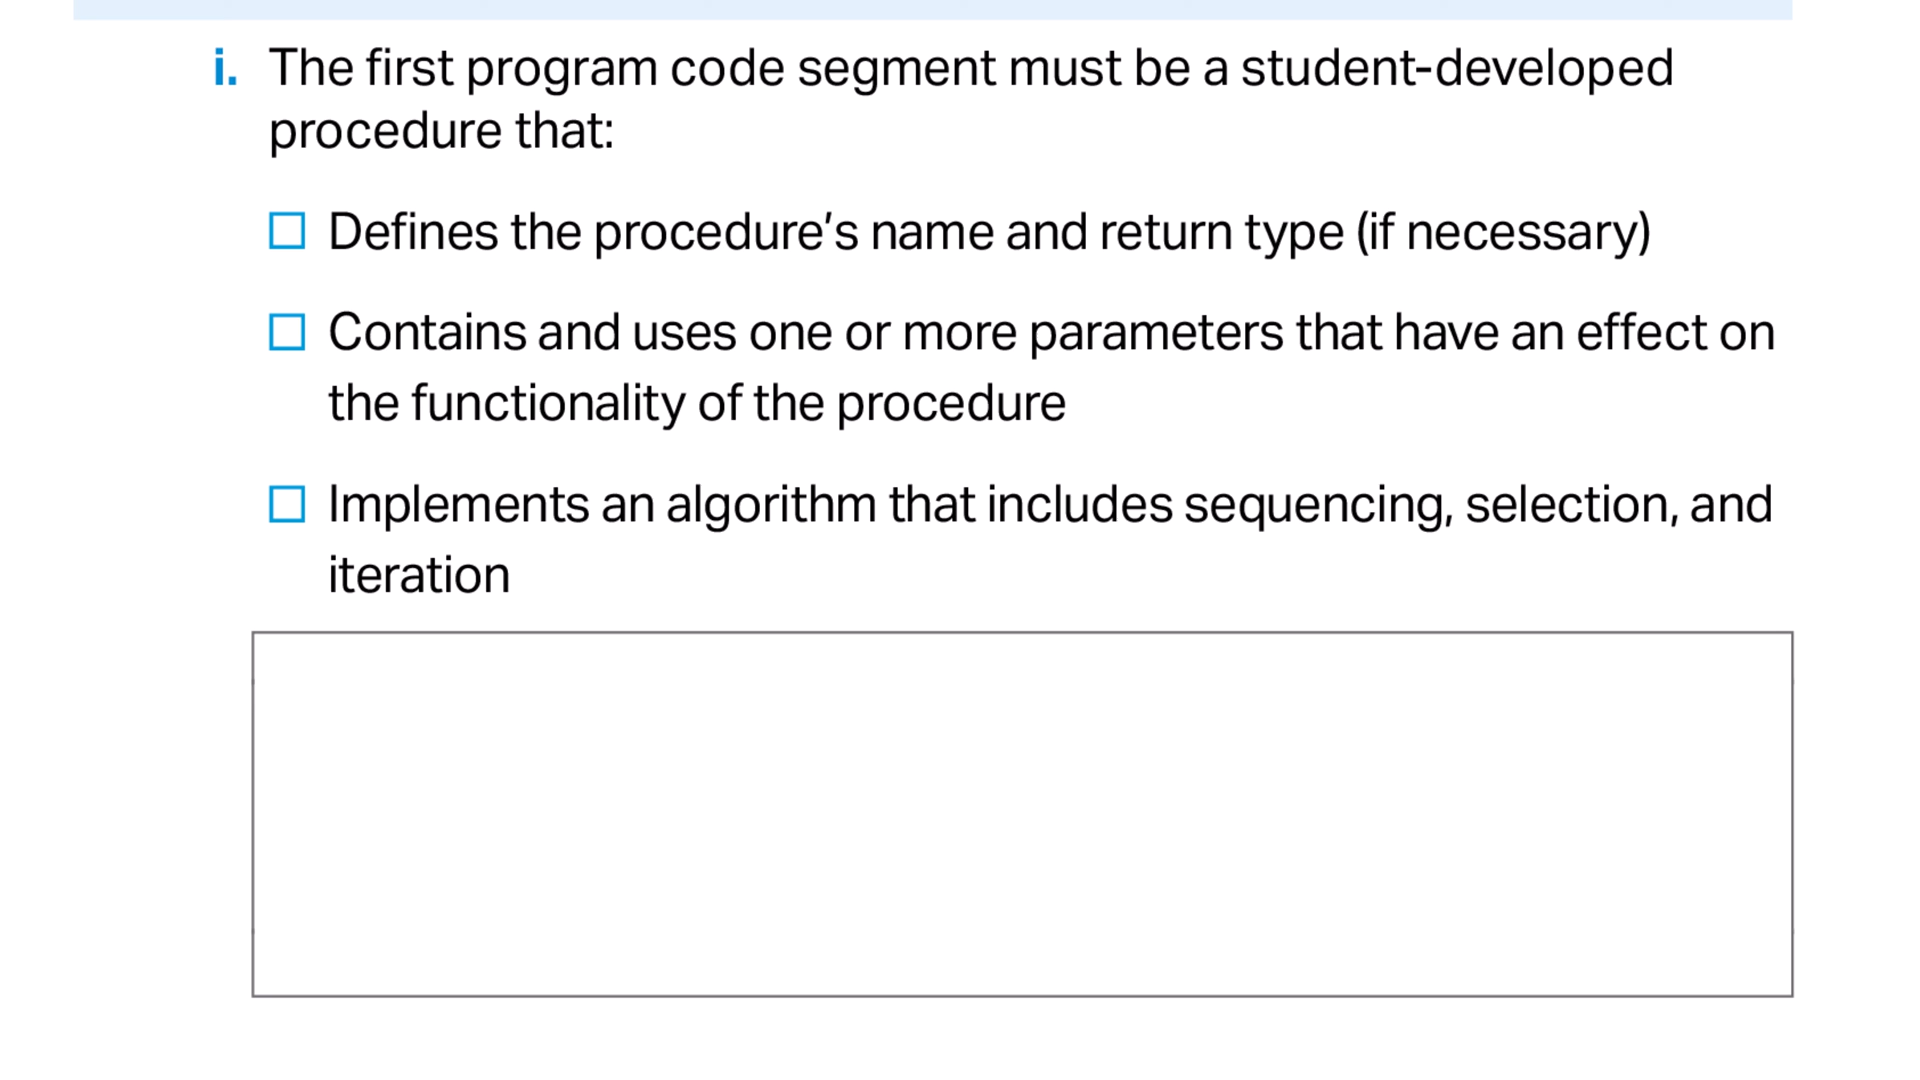 i. The first program code segment must be a student-developed
procedure that:
Defines the procedure's name and return type (if necessary)
Contains and uses one or more parameters that have an effect on
the functionality of the procedure
Implements an algorithm that includes sequencing, selection, and
iteration